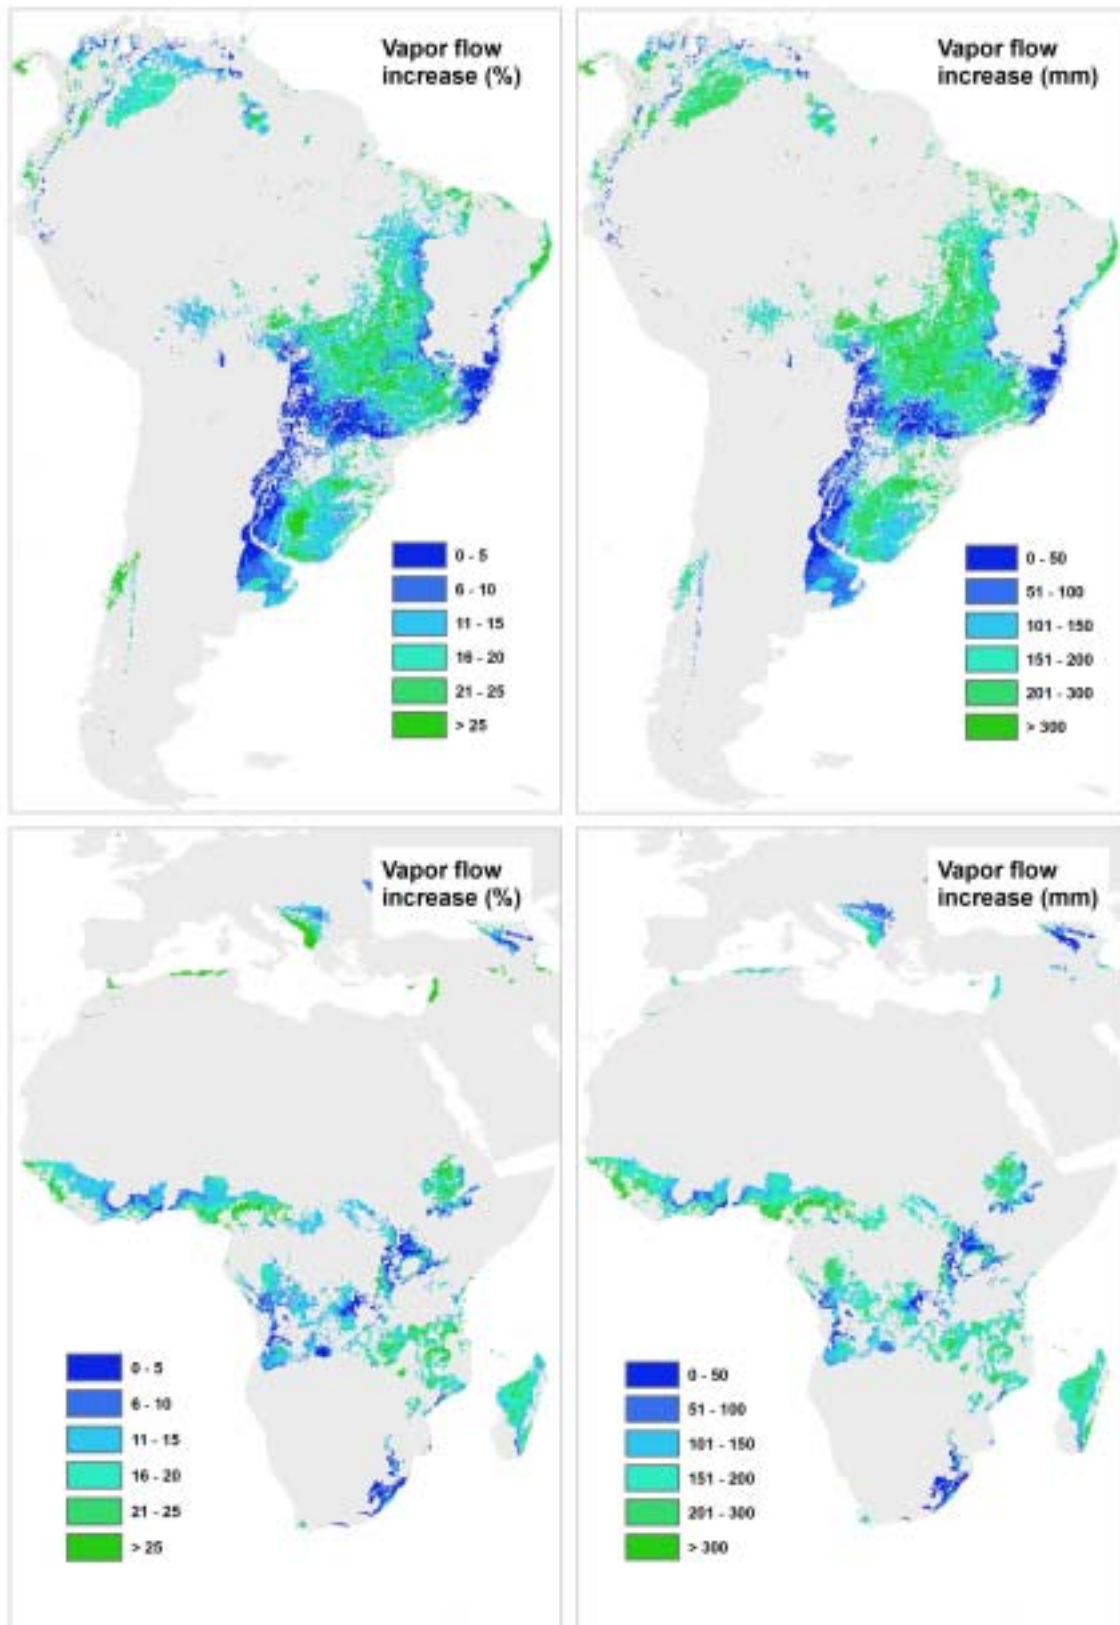 Vapor flow
increase (%)
0 - 5
6 - 10
11 - 15
16 - 20
21 - 25
> 25
Vapor flow
increase (mm)
0 - 50
51 - 100
101 - 150
151 - 200
201 - 300
> 300
Vapor flow
increase (%)
0 - 5
6 - 10
11 - 15
16 - 20
21 - 25
> 25
Vapor flow
increase (mm)
0 - 50
51 - 100
101 - 150
151 - 200
201 - 300
> 300